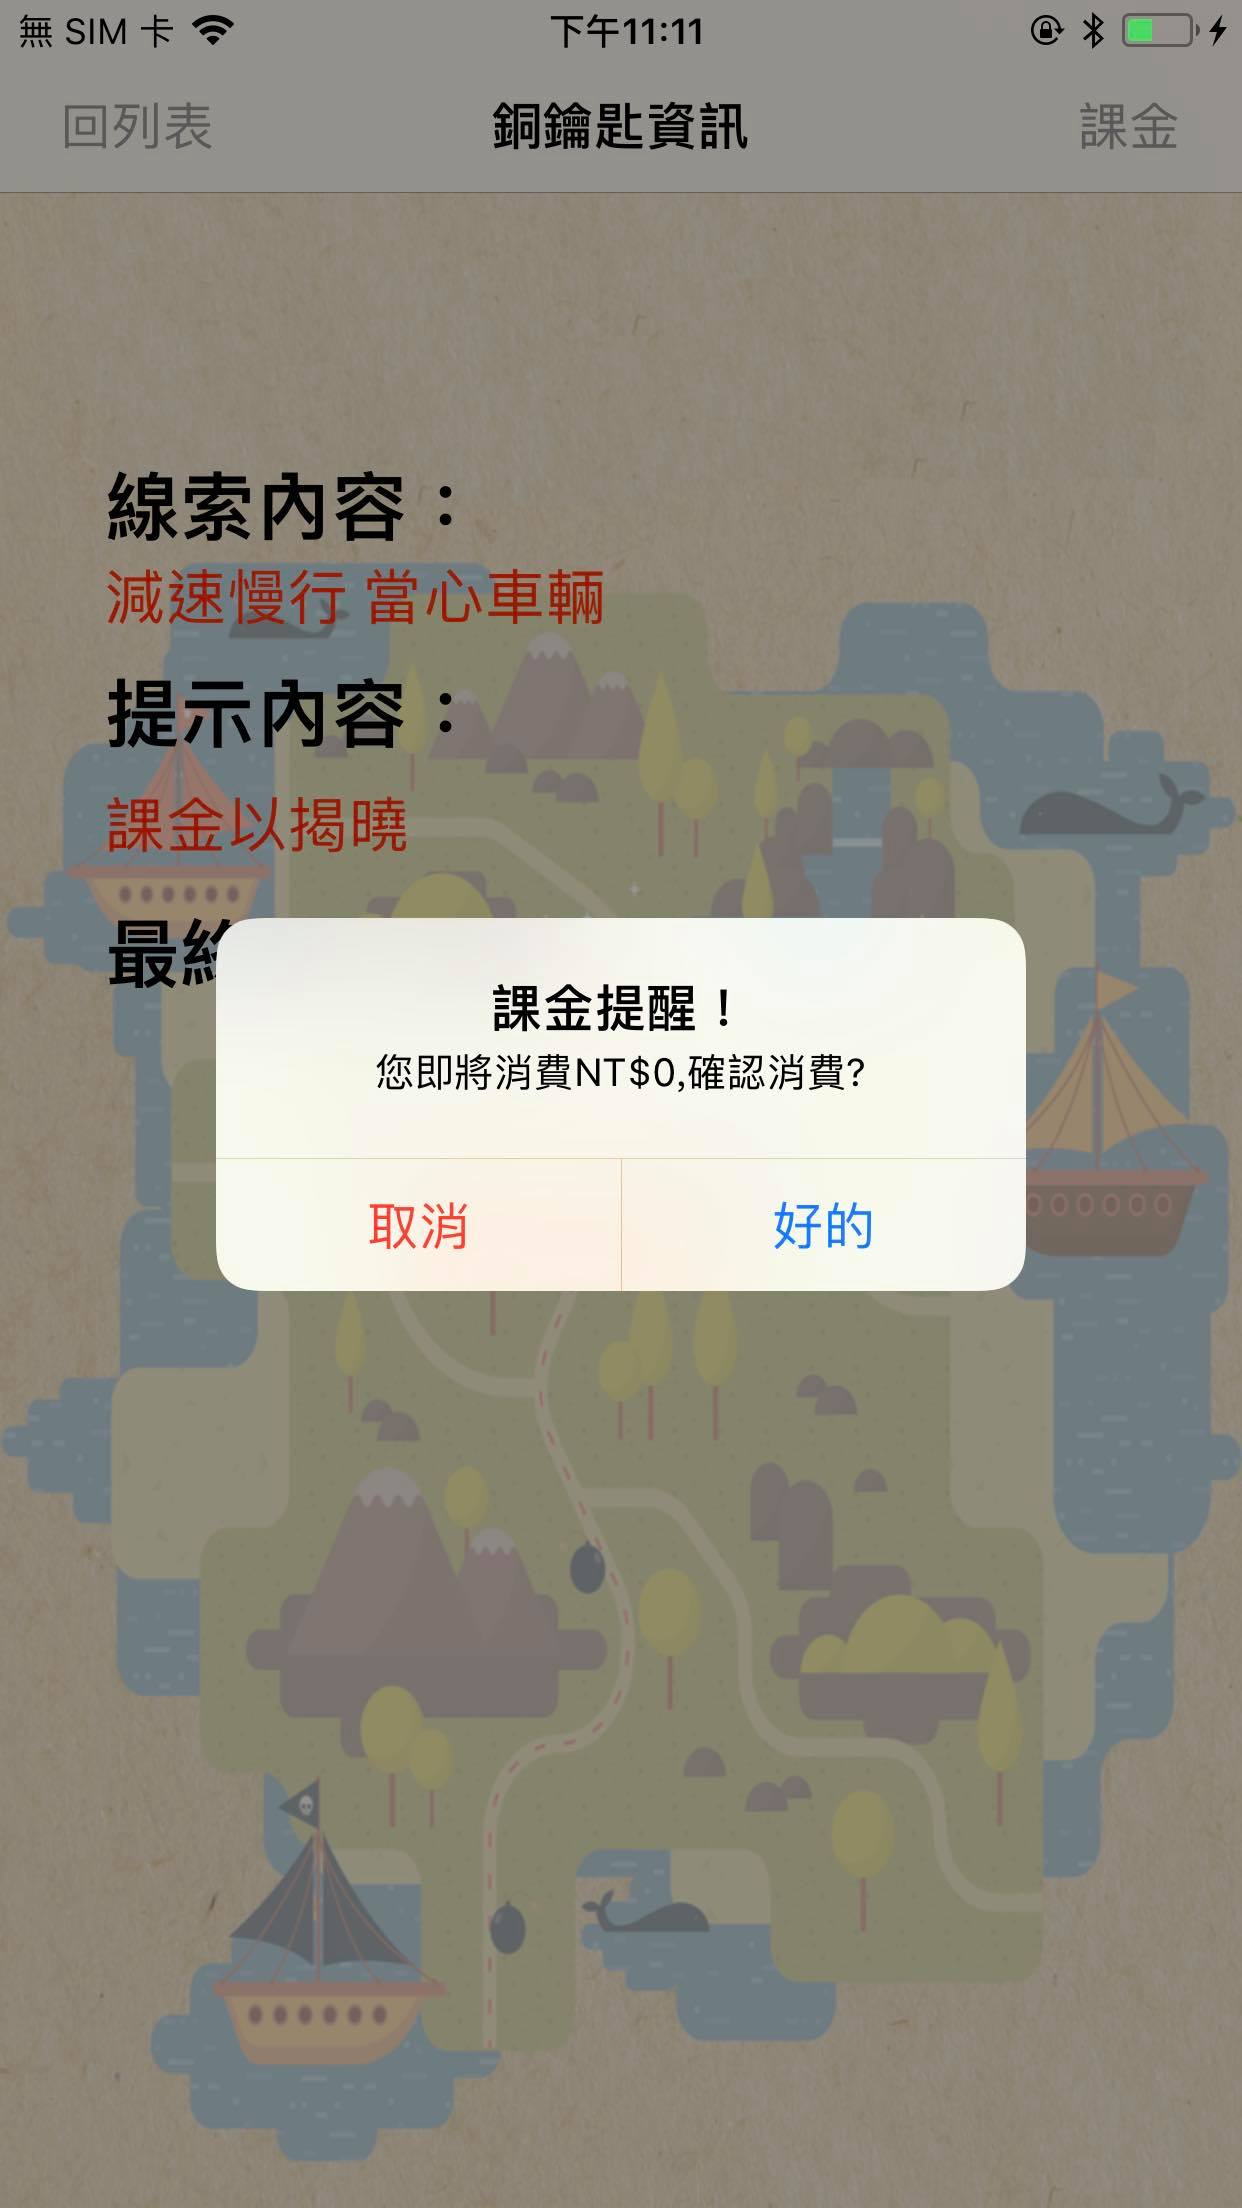 無 SIM 卡 下午11:11
回列表 銅鑰匙資訊 課金
線索內容：
減速慢行 當心車輛
提示內容：
課金以揭曉
最終
課金提醒！
您即將消費NT$0,確認消費?
取消 好的